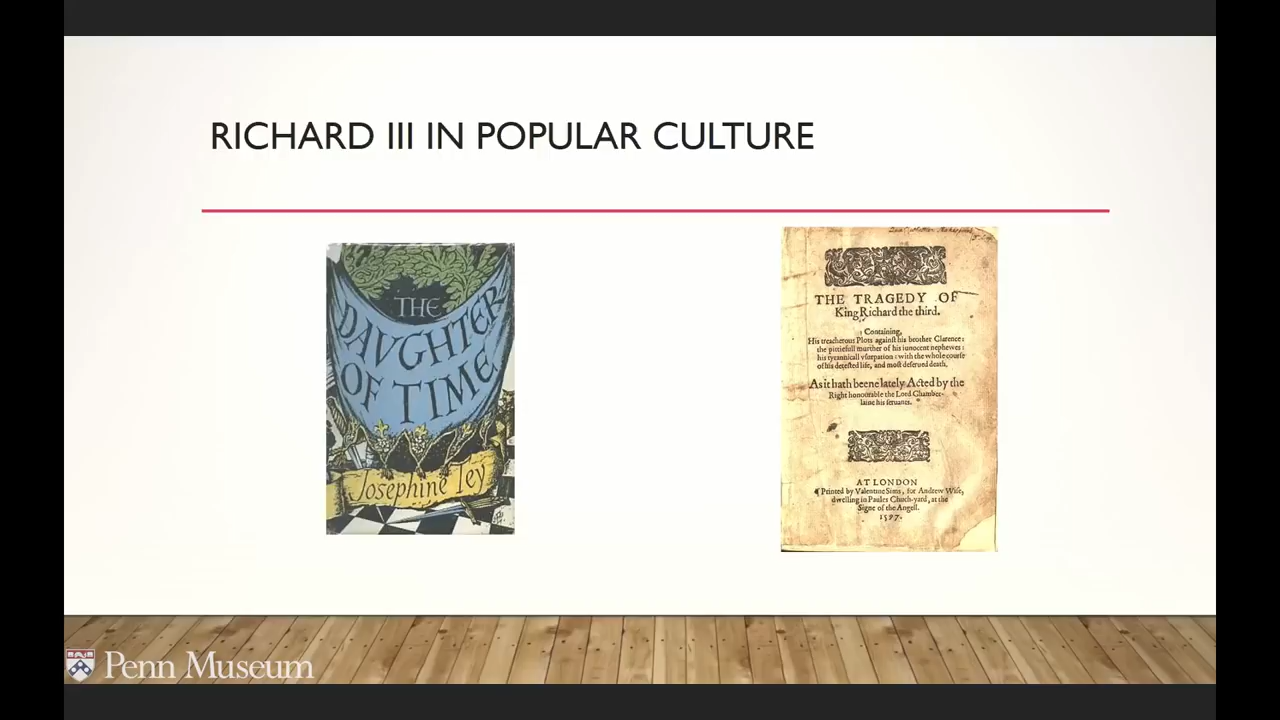 RICHARD III IN POPULAR CULTURE
THE
DAVGHTER
OF TIME
Josephine Tey
THE TRAGEDY OF
King Richard the third.
Containing,
His treacherous Plots against his brother Clarence:
the pittiefull murther of his iunocent nephewes:
his tyrannicall vsurpation: with the whole course
of his detested life, and most deserued death.
As it hath beene lately Acted by the
Right honourable the Lord Chamber-
laine his seruants.
AT LONDON
Printed by Valentine Sims, for Andrew Wise,
dwelling in Paules Chuch-yard, at the
Signe of the Angell.
1597.
Penn Museum